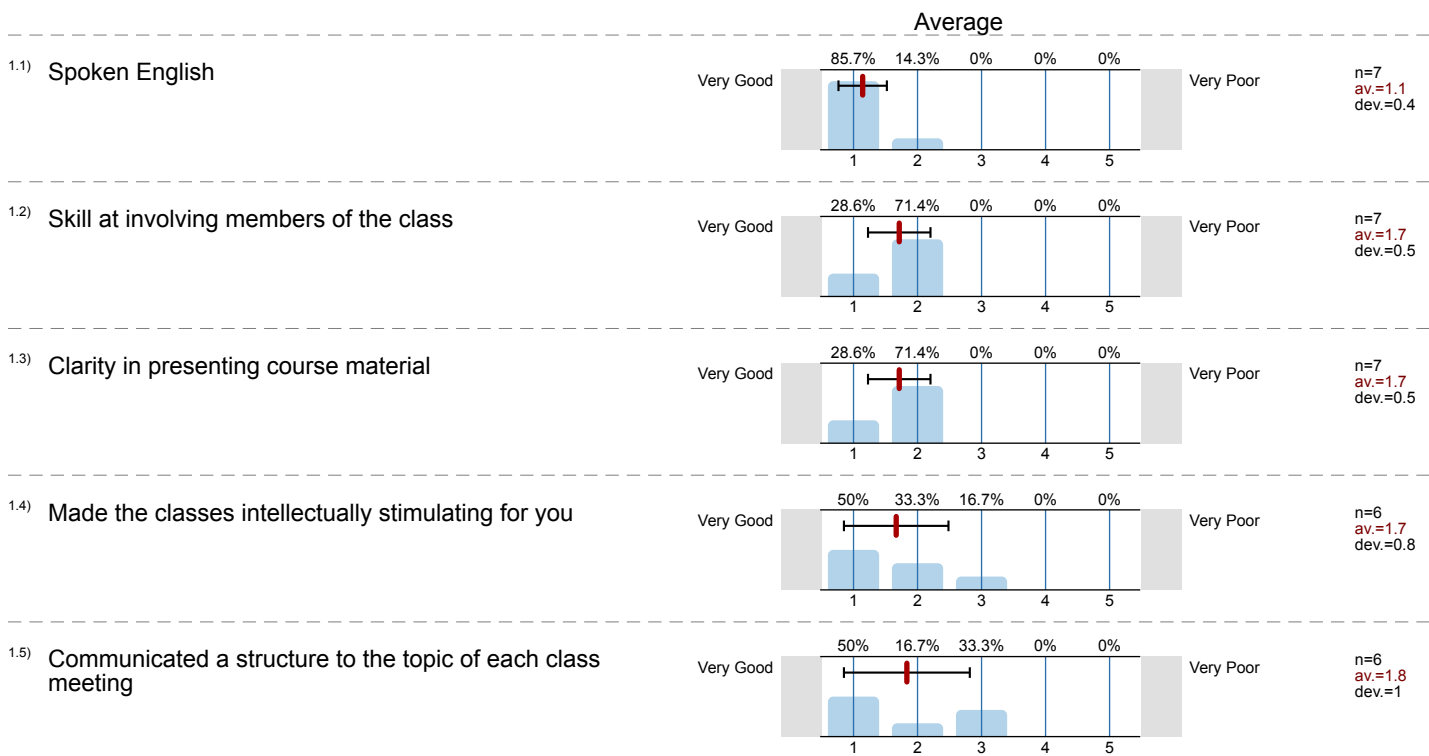 Average
1.1) Spoken English
85.7% 14.3% 0% 0% 0%
Very Good
Very Poor
n=7
av.=1.1
dev.=0.4
1 2 3 4 5
1.2) Skill at involving members of the class
28.6% 71.4% 0% 0% 0%
Very Good
Very Poor
n=7
av.=1.7
dev.=0.5
1 2 3 4 5
1.3) Clarity in presenting course material
28.6% 71.4% 0% 0% 0%
Very Good
Very Poor
n=7
av.=1.7
dev.=0.5
1 2 3 4 5
1.4) Made the classes intellectually stimulating for you
50% 33.3% 16.7% 0% 0%
Very Good
Very Poor
n=6
av.=1.7
dev.=0.8
1 2 3 4 5
1.5) Communicated a structure to the topic of each class
meeting
50% 16.7% 33.3% 0% 0%
Very Good
Very Poor
n=6
av.=1.8
dev.=1
1 2 3 4 5